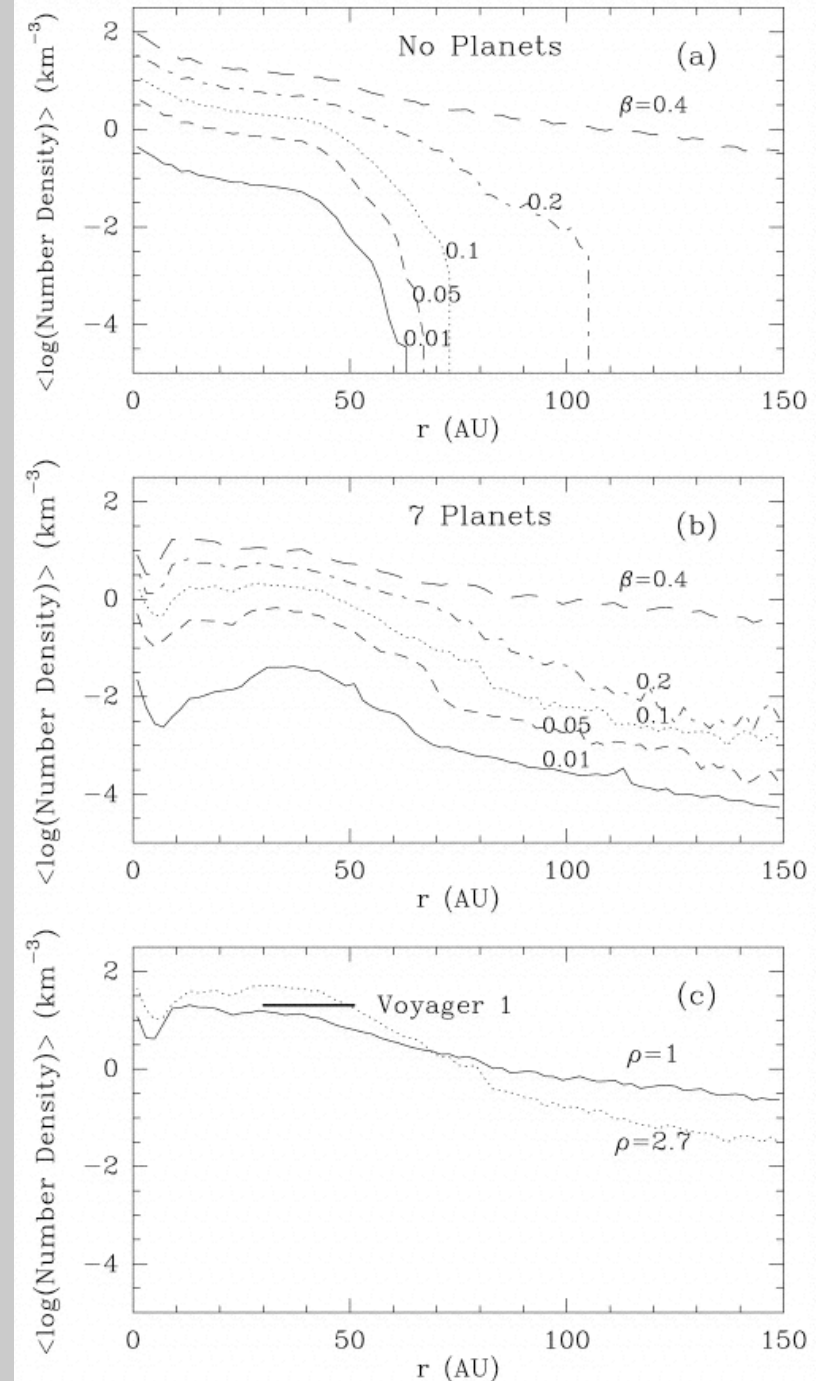 <log(Number Density)> (km⁻³)
2
0
−2
−4
No Planets
(a)
β=0.4
0.2
0.1
0.05
0.01
0 50 100 150
r (AU)
<log(Number Density)> (km⁻³)
2
0
−2
−4
7 Planets
(b)
β=0.4
0.2
0.1
0.05
0.01
0 50 100 150
r (AU)
<log(Number Density)> (km⁻³)
2
0
−2
−4
(c)
Voyager 1
ρ=1
ρ=2.7
0 50 100 150
r (AU)